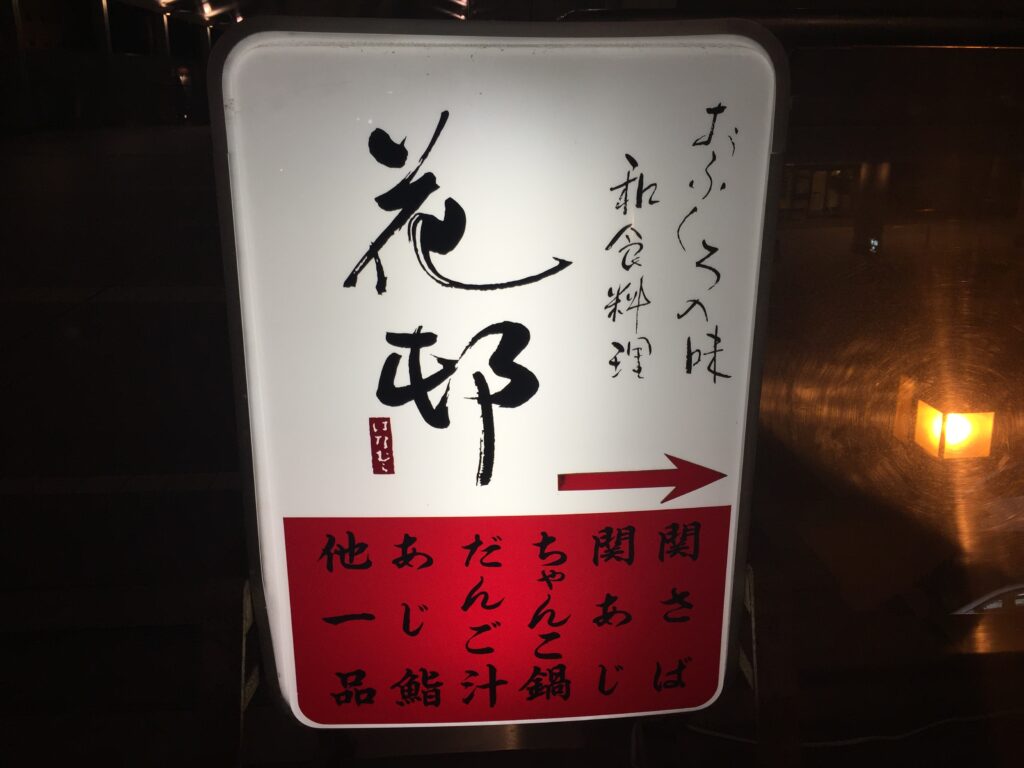 おふくろの味
和食料理
花邨
はなむら
関さば
関あじ
ちゃんこ鍋
だんご汁
あじ鮨
他一品